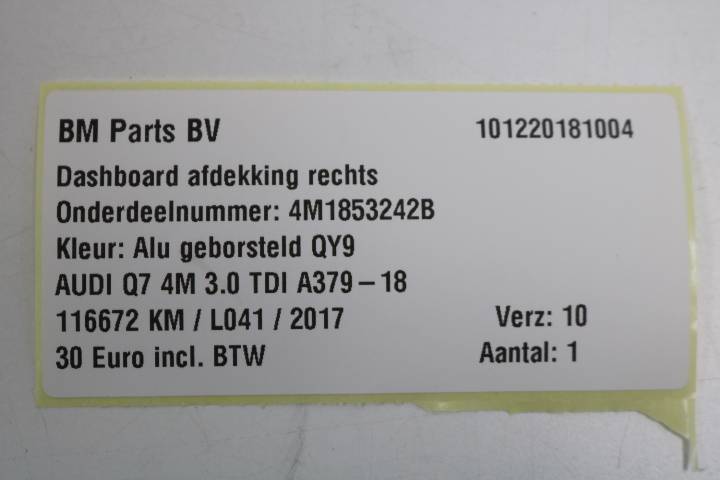 BM Parts BV 101220181004
Dashboard afdekking rechts
Onderdeelnummer: 4M1853242B
Kleur: Alu geborsteld QY9
AUDI Q7 4M 3.0 TDI A379-18
116672 KM / L041 / 2017 Verz: 10
30 Euro incl. BTW Aantal: 1